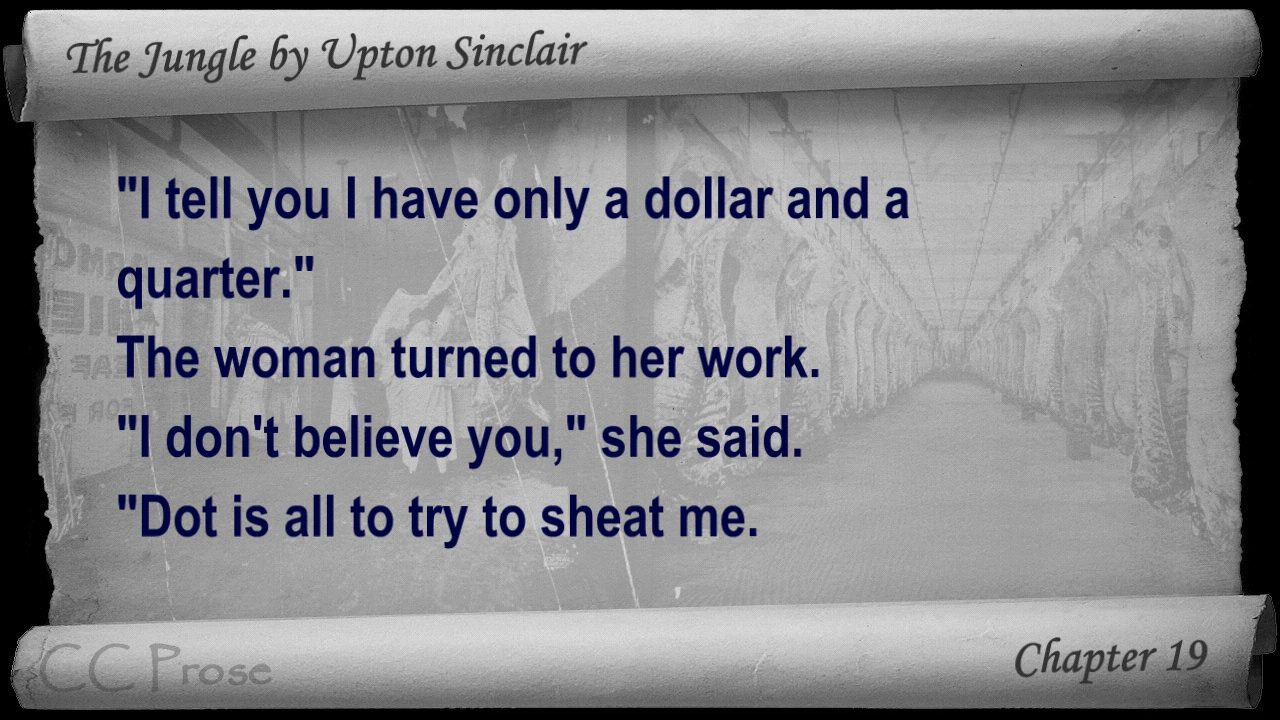 The Jungle by Upton Sinclair
"I tell you I have only a dollar and a
quarter."
The woman turned to her work.
"I don't believe you," she said.
"Dot is all to try to sheat me.
CC Prose
Chapter 19